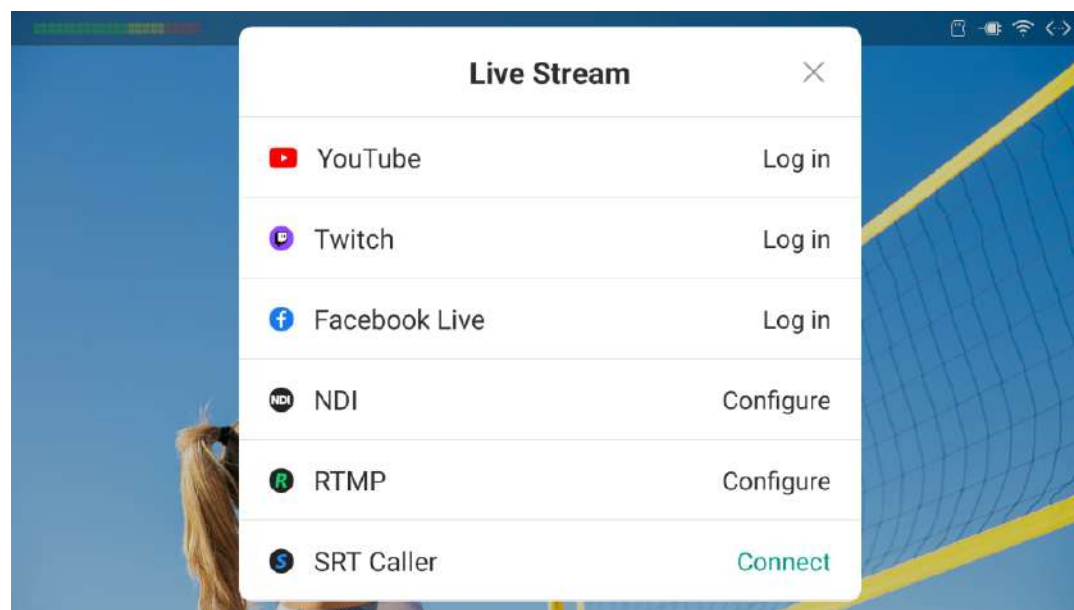 Live Stream
YouTube Log in
Twitch Log in
Facebook Live Log in
NDI NDI Configure
R RTMP Configure
S SRT Caller Connect